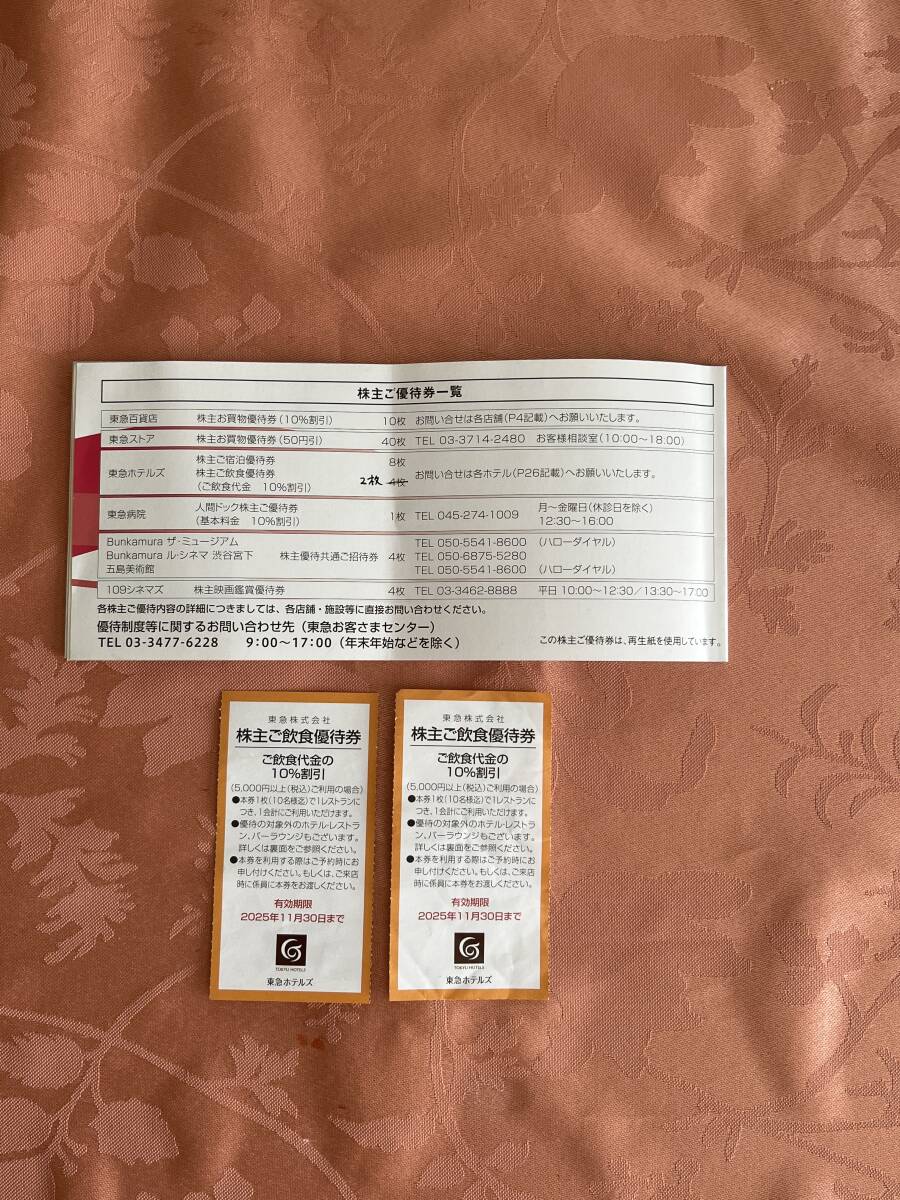 株主ご優待券一覧
東急百貨店 株主お買物優待券(10%割引) 10枚 お問い合せは各店舗(P4記載)へお願いいたします。
東急ストア 株主お買物優待券(50円引) 40枚 TEL 03-3714-2480 お客様相談室(10:00~18:00)
株主ご宿泊優待券 8枚
東急ホテルズ 株主ご飲食優待券 2枚 4枚 お問い合せは各ホテル(P26記載)へお願いいたします。
(ご飲食代金 10%割引)
東急病院 人間ドック株主ご優待券 1枚 TEL 045-274-1009 月~金曜日(休診日を除く)
(基本料金 10%割引) 12:30~16:00
Bunkamura ザ・ミュージアム TEL 050-5541-8600 (ハローダイヤル)
Bunkamura ル・シネマ 渋谷宮下 株主優待共通ご招待券 4枚 TEL 050-6875-5280
五島美術館 TEL 050-5541-8600 (ハローダイヤル)
109シネマズ 株主映画鑑賞優待券 4枚 TEL 03-3462-8888 平日 10:00~12:30/13:30~17:00
各株主ご優待内容の詳細につきましては、各店舗・施設等に直接お問い合わせください。
優待制度等に関するお問い合わせ先(東急お客さまセンター)
TEL 03-3477-6228 9:00~17:00(年末年始などを除く)
この株主ご優待券は、再生紙を使用しています。
東急株式会社
株主ご飲食優待券
ご飲食代金の
10%割引
(5,000円以上(税込)ご利用の場合)
●本券1枚(10名様迄)で1レストランに
つき、1会計にご利用いただけます。
●優待の対象外のホテル・レストラ
ン、バーラウンジもございます。
詳しくは裏面をご参照ください。
●本券を利用する際はご予約時にお
申し付けください。もしくは、ご来店
時に係員に本券をお渡しください。
有効期限
2025年11月30日まで
TOKYU HOTELS
東急ホテルズ
東急株式会社
株主ご飲食優待券
ご飲食代金の
10%割引
(5,000円以上(税込)ご利用の場合)
●本券1枚(10名様迄)で1レストランに
つき、1会計にご利用いただけます。
●優待の対象外のホテル・レストラ
ン、バーラウンジもございます。
詳しくは裏面をご参照ください。
●本券を利用する際はご予約時にお
申し付けください。もしくは、ご来店
時に係員に本券をお渡しください。
有効期限
2025年11月30日まで
TOKYU HOTELS
東急ホテルズ